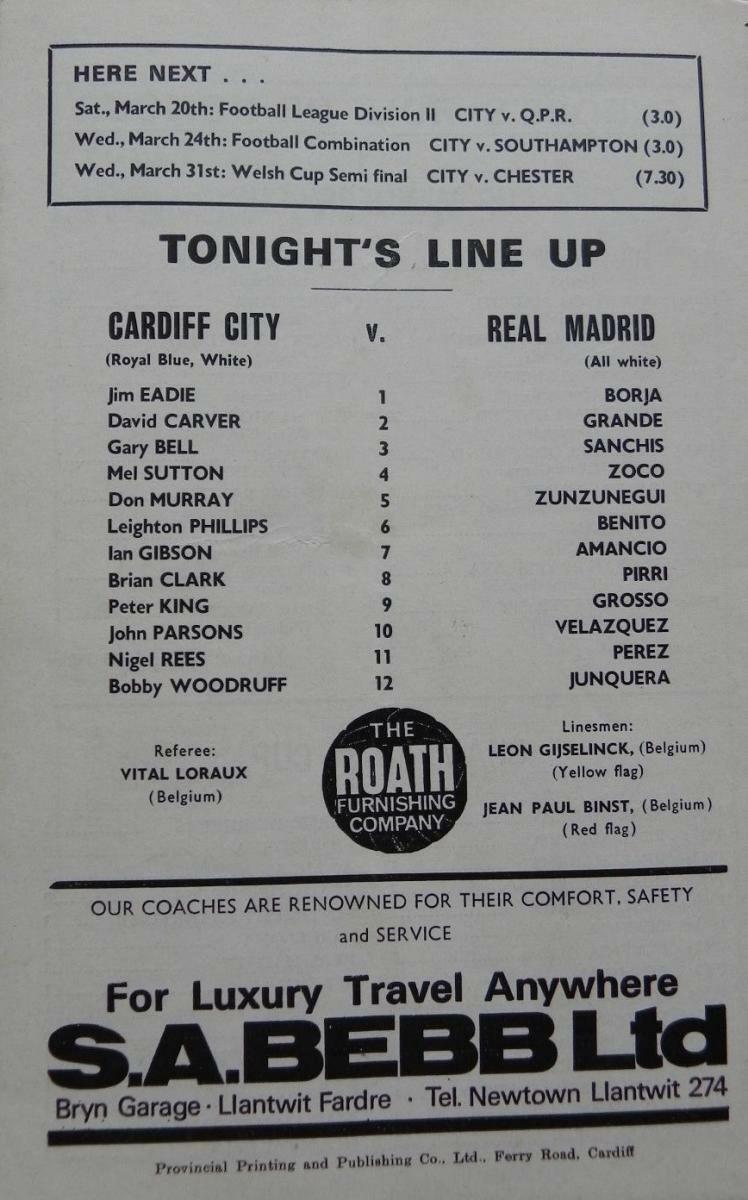 HERE NEXT . . .
Sat., March 20th: Football League Division II CITY v. Q.P.R. (3.0)
Wed., March 24th: Football Combination CITY v. SOUTHAMPTON (3.0)
Wed., March 31st: Welsh Cup Semi final CITY v. CHESTER (7.30)
TONIGHT'S LINE UP
CARDIFF CITY v. REAL MADRID
(Royal Blue, White) (All white)
Jim EADIE 1 BORJA
David CARVER 2 GRANDE
Gary BELL 3 SANCHIS
Mel SUTTON 4 ZOCO
Don MURRAY 5 ZUNZUNEGUI
Leighton PHILLIPS 6 BENITO
Ian GIBSON 7 AMANCIO
Brian CLARK 8 PIRRI
Peter KING 9 GROSSO
John PARSONS 10 VELAZQUEZ
Nigel REES 11 PEREZ
Bobby WOODRUFF 12 JUNQUERA
Referee:
VITAL LORAUX
(Belgium)
THE
ROATH
FURNISHING
COMPANY
Linesmen:
LEON GIJSELINCK, (Belgium)
(Yellow flag)
JEAN PAUL BINST, (Belgium)
(Red flag)
OUR COACHES ARE RENOWNED FOR THEIR COMFORT, SAFETY
and SERVICE
For Luxury Travel Anywhere
S.A.BEBB Ltd
Bryn Garage · Llantwit Fardre · Tel. Newtown Llantwit 274
Provincial Printing and Publishing Co., Ltd., Ferry Road, Cardiff